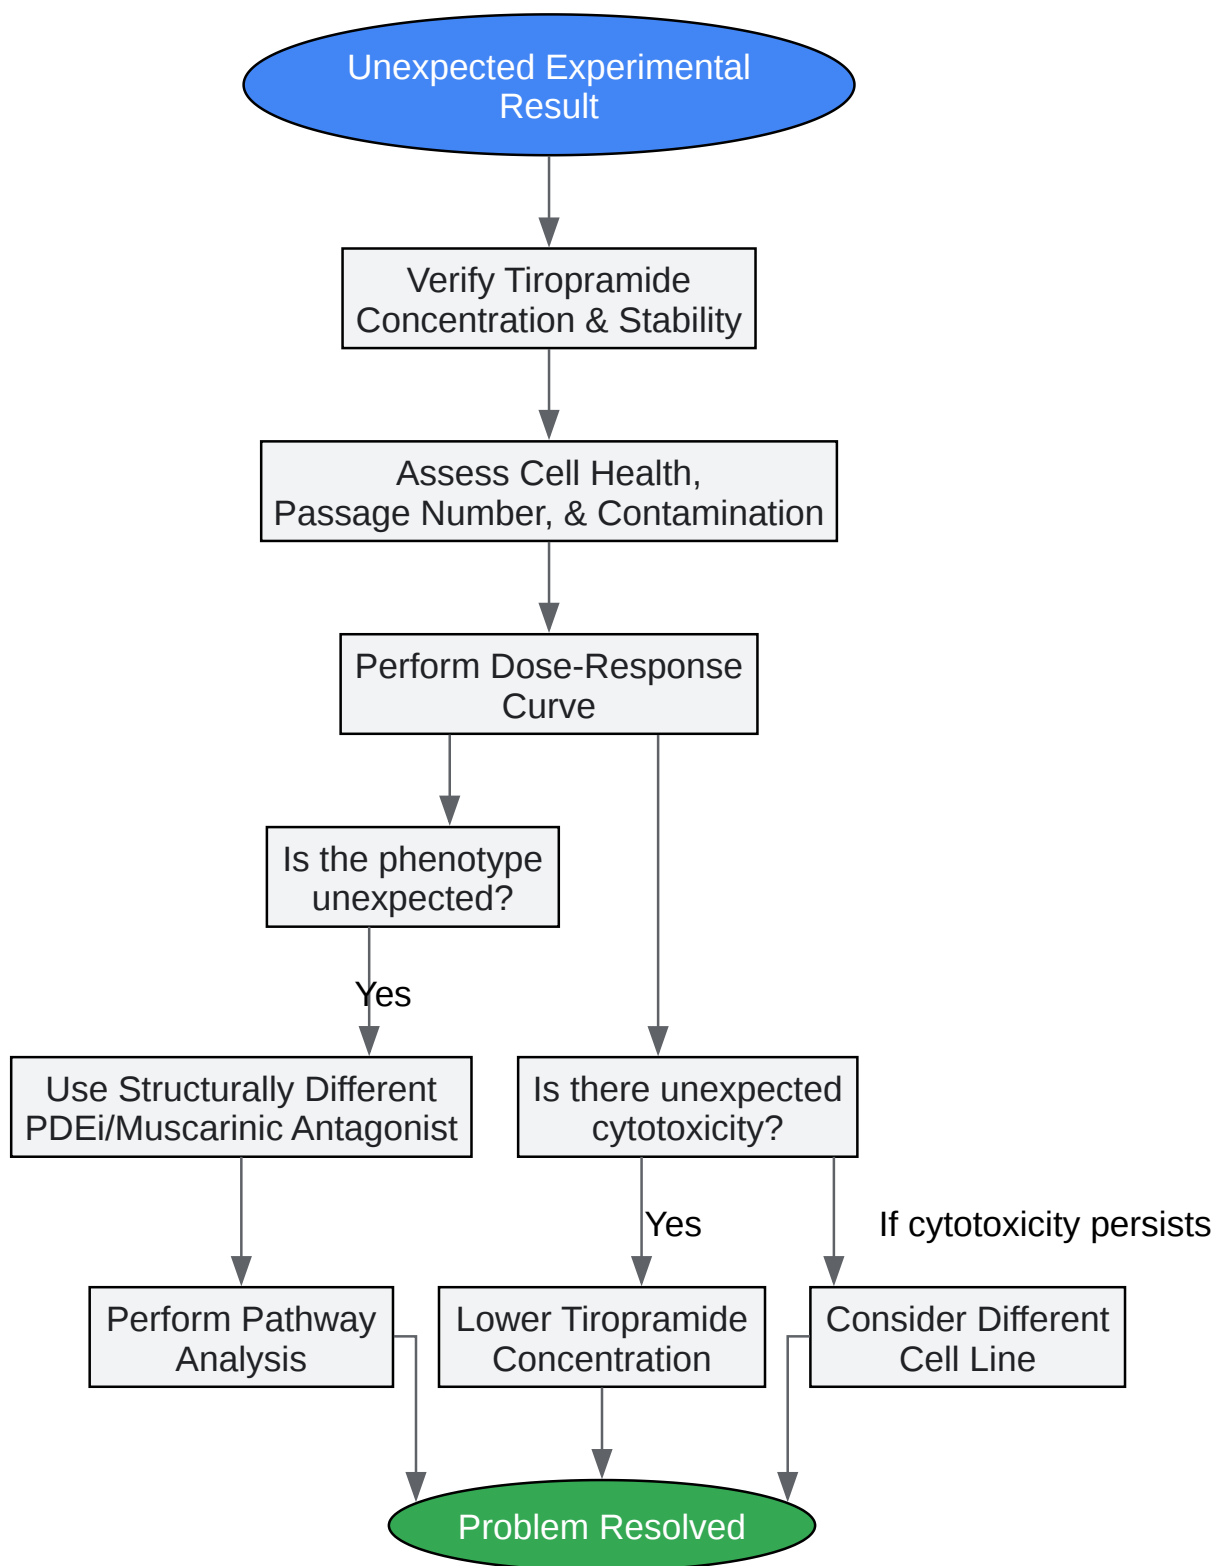 Unexpected Experimental
Result
Verify Tiropramide
Concentration & Stability
Assess Cell Health,
Passage Number, & Contamination
Perform Dose-Response
Curve
Is the phenotype
unexpected?
Yes
Use Structurally Different
PDEi/Muscarinic Antagonist
Is there unexpected
cytotoxicity?
Yes
If cytotoxicity persists
Perform Pathway
Analysis
Lower Tiropramide
Concentration
Consider Different
Cell Line
Problem Resolved